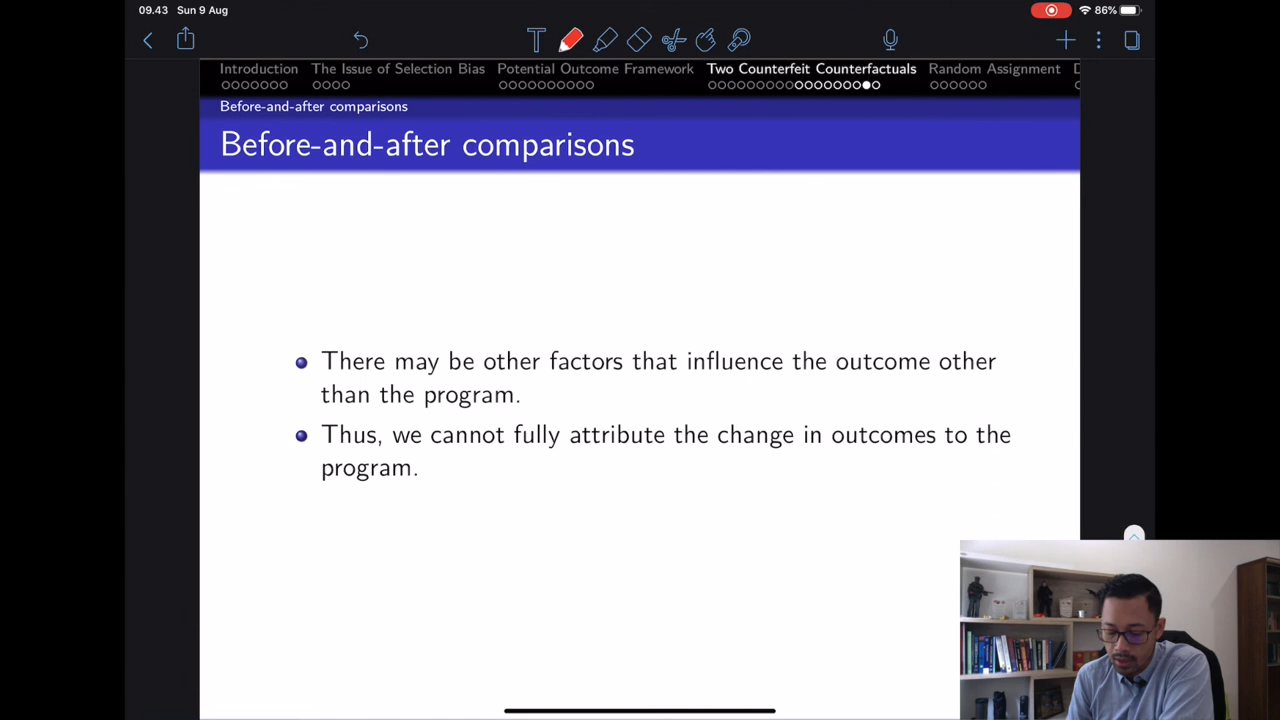 09.43 Sun 9 Aug
86%
Introduction The Issue of Selection Bias Potential Outcome Framework Two Counterfeit Counterfactuals Random Assignment D
Before-and-after comparisons
Before-and-after comparisons
There may be other factors that influence the outcome other
than the program.
Thus, we cannot fully attribute the change in outcomes to the
program.